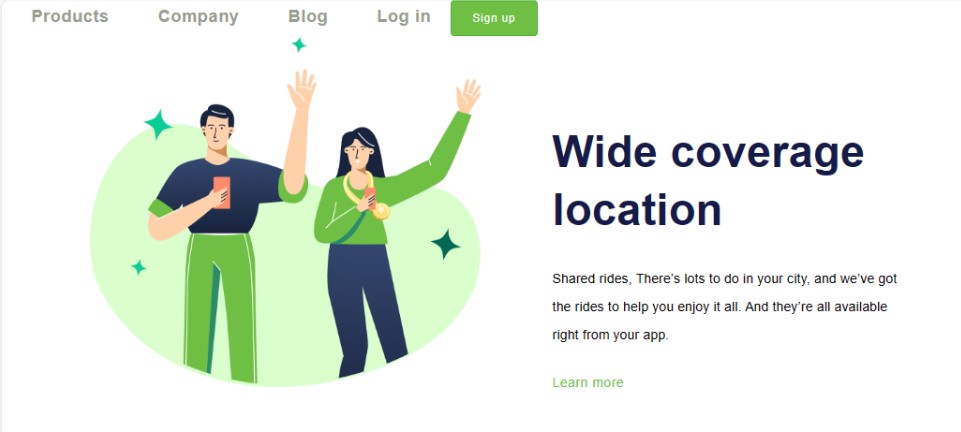 Products Company Blog Log in Sign up
Wide coverage
location
Shared rides, There's lots to do in your city, and we've got
the rides to help you enjoy it all. And they're all available
right from your app.
Learn more